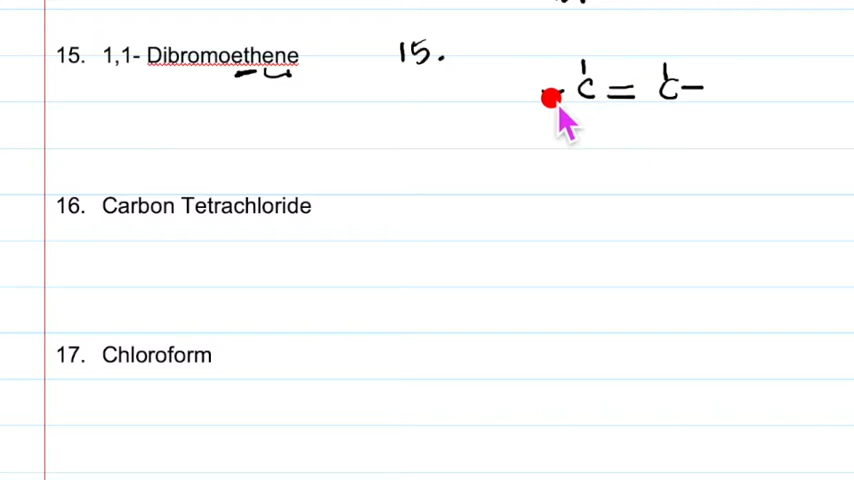 15. 1,1- Dibromoethene 15.
- C = C -
16. Carbon Tetrachloride
17. Chloroform